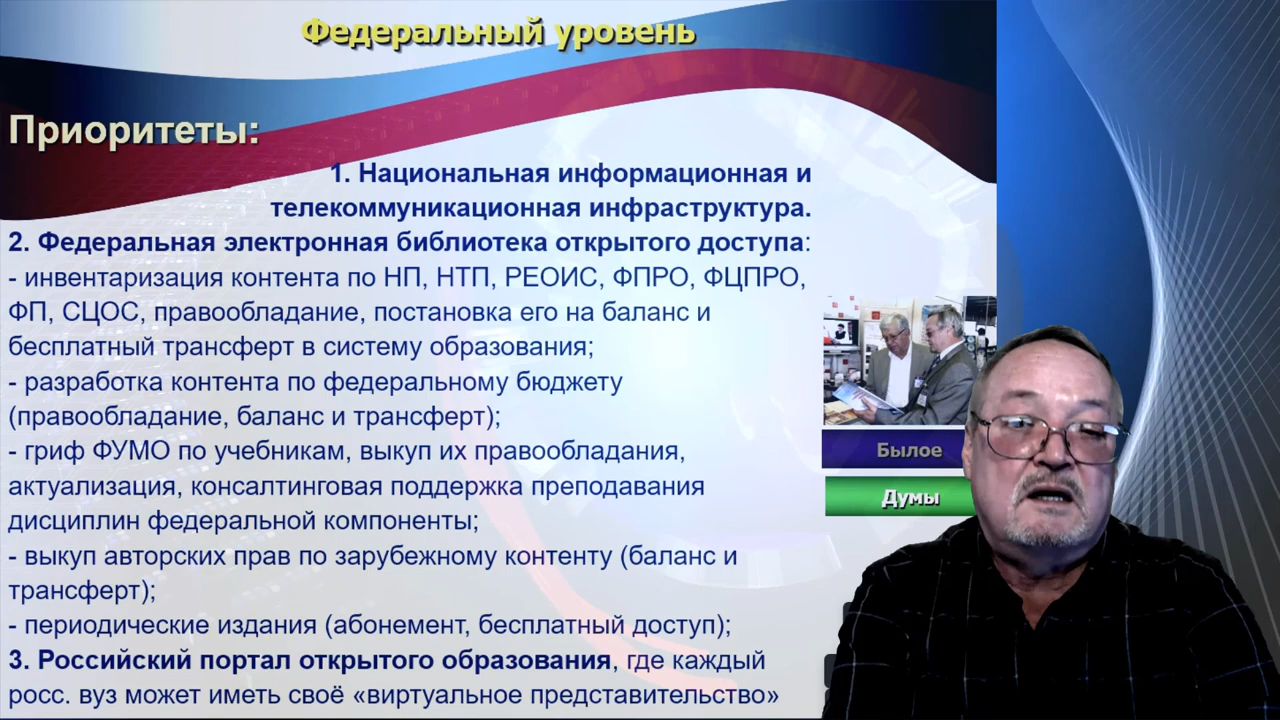 Федеральный уровень
Приоритеты:
1. Национальная информационная и
телекоммуникационная инфраструктура.
2. Федеральная электронная библиотека открытого доступа:
- инвентаризация контента по НП, НТП, РЕОИС, ФПРО, ФЦПРО,
ФП, СЦОС, правообладание, постановка его на баланс и
бесплатный трансферт в систему образования;
- разработка контента по федеральному бюджету
(правообладание, баланс и трансферт);
- гриф ФУМО по учебникам, выкуп их правообладания,
актуализация, консалтинговая поддержка преподавания
дисциплин федеральной компоненты;
- выкуп авторских прав по зарубежному контенту (баланс и
трансферт);
- периодические издания (абонемент, бесплатный доступ);
3. Российский портал открытого образования, где каждый
росс. вуз может иметь своё «виртуальное представительство»
Былое
Думы